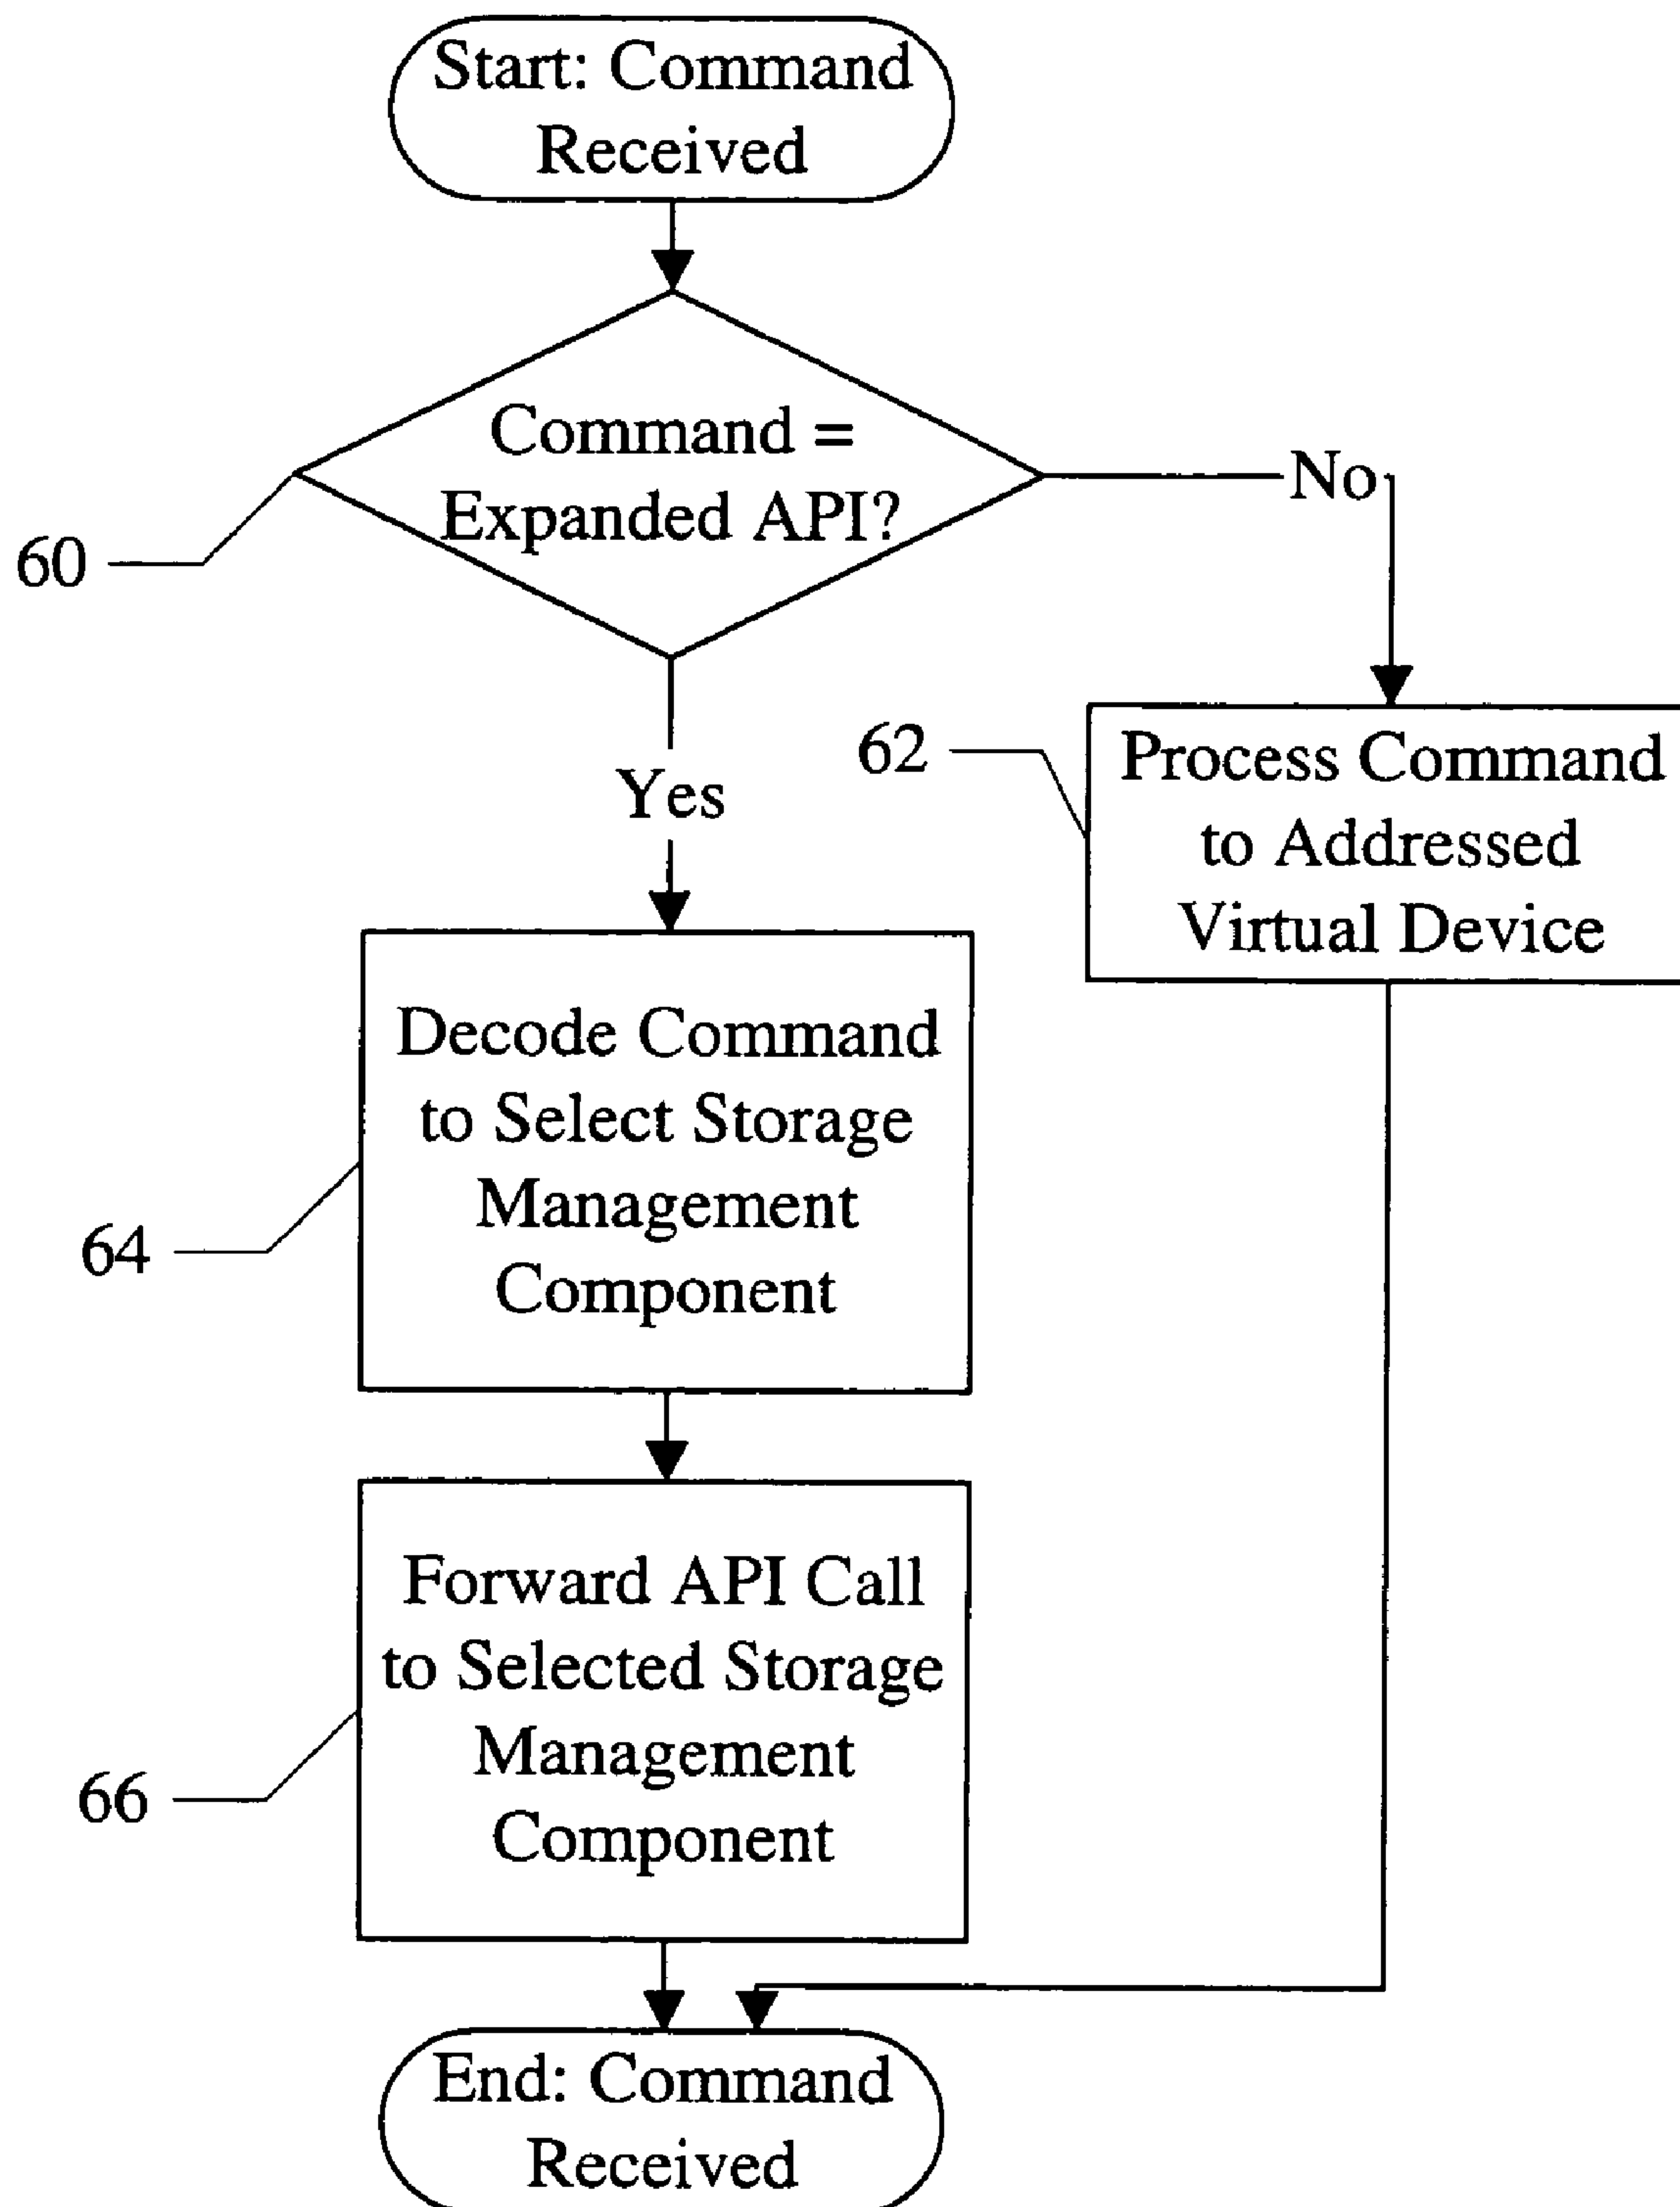 Start: Command
Received
Command =
Expanded API?
No
60
Yes
62
Process Command
to Addressed
Virtual Device
Decode Command
to Select Storage
Management
Component
64
Forward API Call
to Selected Storage
Management
Component
66
End: Command
Received